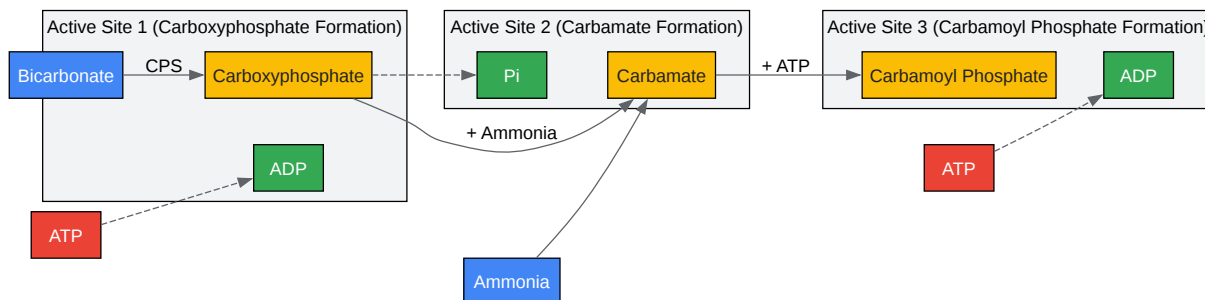 Active Site 1 (Carboxyphosphate Formation)
Active Site 2 (Carbamate Formation)
Active Site 3 (Carbamoyl Phosphate Formation)
Bicarbonate
CPS
Carboxyphosphate
Pi
Carbamate
+ ATP
Carbamoyl Phosphate
ADP
+ Ammonia
ADP
ATP
ATP
Ammonia